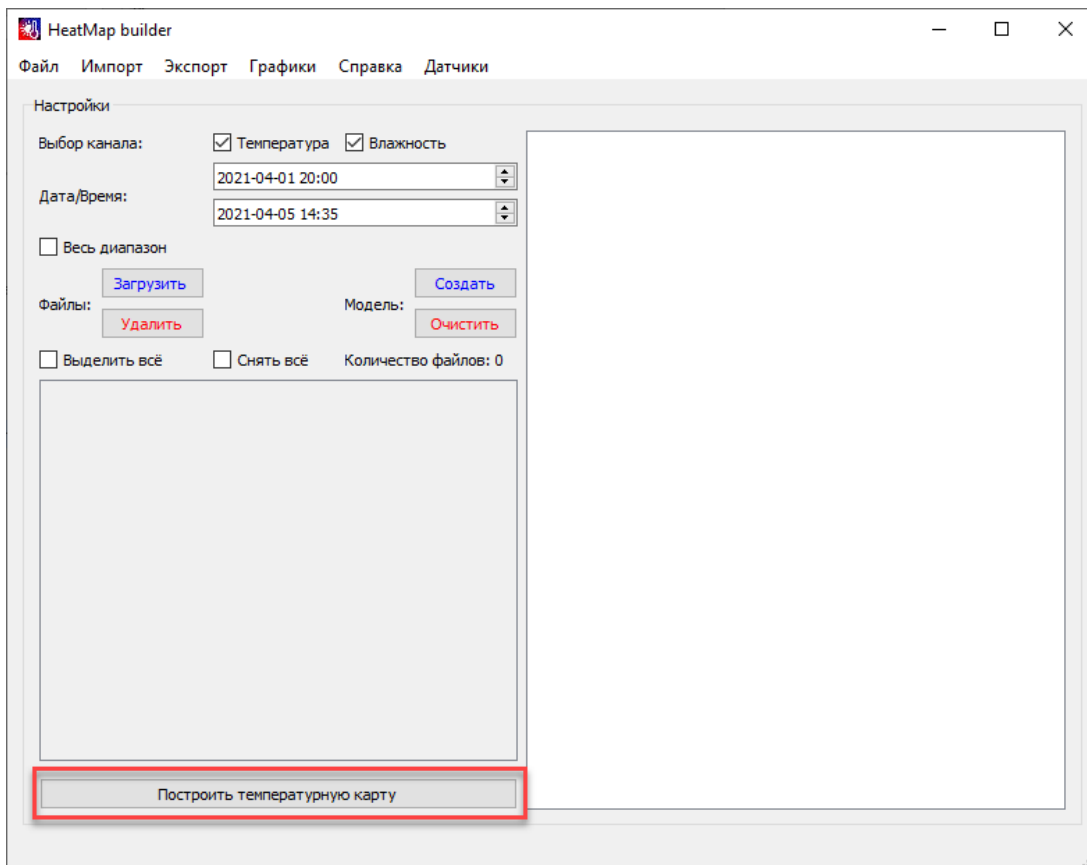 HeatMap builder
Файл Импорт Экспорт Графики Справка Датчики
Настройки
Выбор канала: Температура Влажность
Дата/Время:
2021-04-01 20:00
2021-04-05 14:35
Весь диапазон
Файлы:
Загрузить
Удалить
Модель:
Создать
Очистить
Выделить всё Снять всё Количество файлов: 0
Построить температурную карту